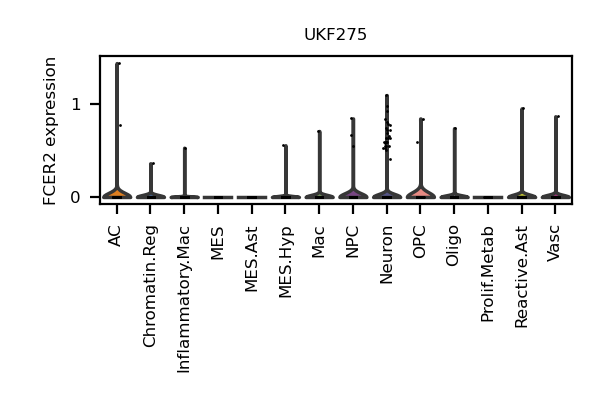 UKF275
FCER2 expression
1
0
AC
Chromatin.Reg
Inflammatory.Mac
MES
MES.Ast
MES.Hyp
Mac
NPC
Neuron
OPC
Oligo
Prolif.Metab
Reactive.Ast
Vasc